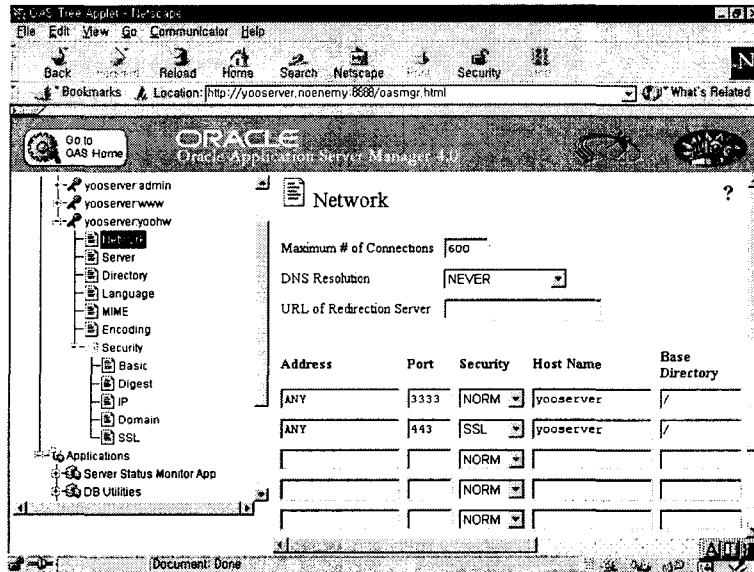 OAS Tree Applet - Netscape
File Edit View Go Communicator Help
Back Reload Home Search Netscape Security
Bookmarks Location: http://yooserver.noenemy:8888/oasmgr.html What's Related
Go to OAS Home
ORACLE
Oracle Application Server Manager 4.0
yooserver:admin
yooserver:www
yooserver:yoohw
Network
Server
Directory
Language
MIME
Encoding
Security
Basic
Digest
IP
Domain
SSL
Applications
Server Status Monitor App
DB Utilities
Network ?
Maximum # of Connections 600
DNS Resolution NEVER
URL of Redirection Server
Address Port Security Host Name Base Directory
ANY 3333 NORM yooserver /
ANY 443 SSL yooserver /
NORM
NORM
NORM
Document: Done